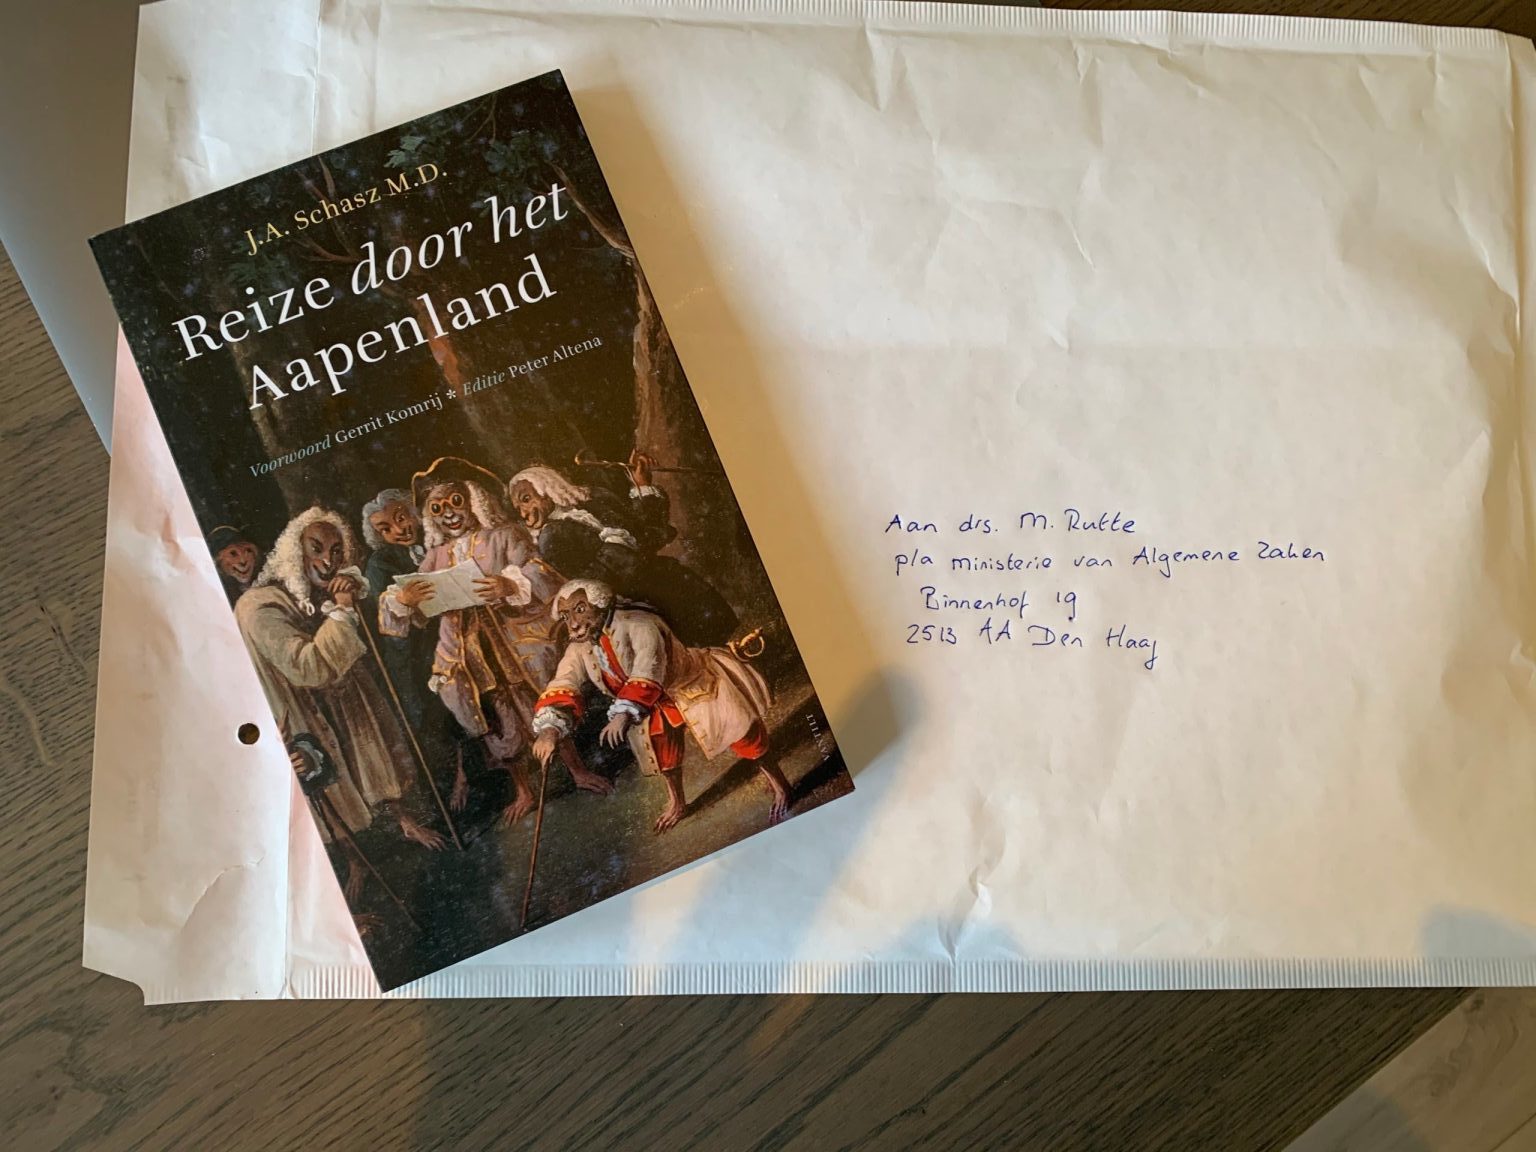 J.A. Schasz M.D.
Reize door het
Aapenland
Voorwoord Gerrit Komrij * Editie Peter Altena
VANTILT
Aan drs. M. Rutte
p/a ministerie van Algemene Zaken
Binnenhof 19
2513 AA Den Haag